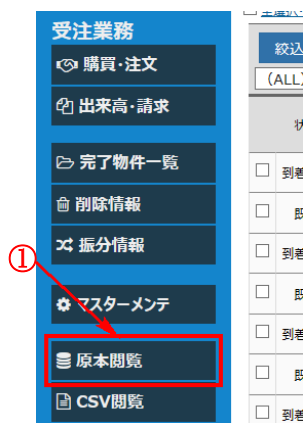 受注業務
購買・注文
出来高・請求
完了物件一覧
削除情報
振分情報
①
マスターメンテ
原本閲覧
CSV閲覧
絞込
(ALL)
到着
既
到着
既
到着
既
到着